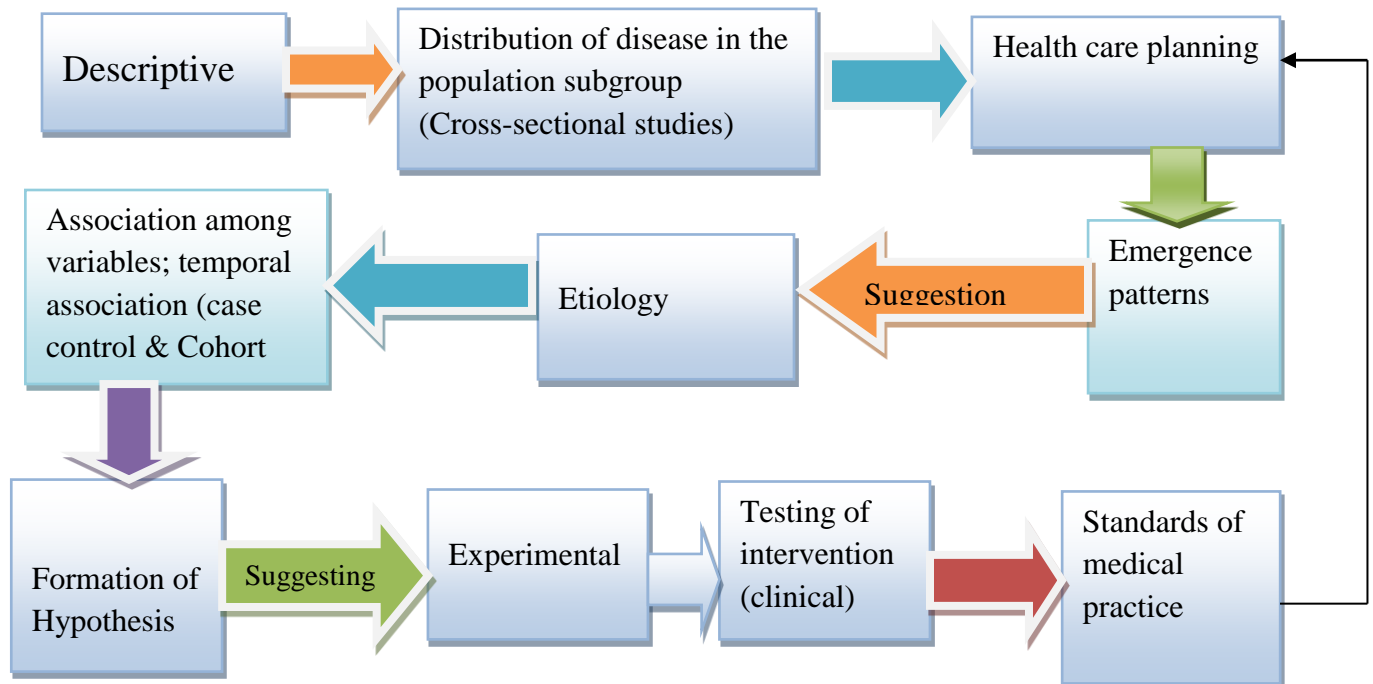 Descriptive
Distribution of disease in the
population subgroup
(Cross-sectional studies)
Health care planning
Emergence
patterns
Suggestion
Etiology
Association among
variables; temporal
association (case
control & Cohort
Formation of
Hypothesis
Suggesting
Experimental
Testing of
intervention
(clinical)
Standards of
medical
practice